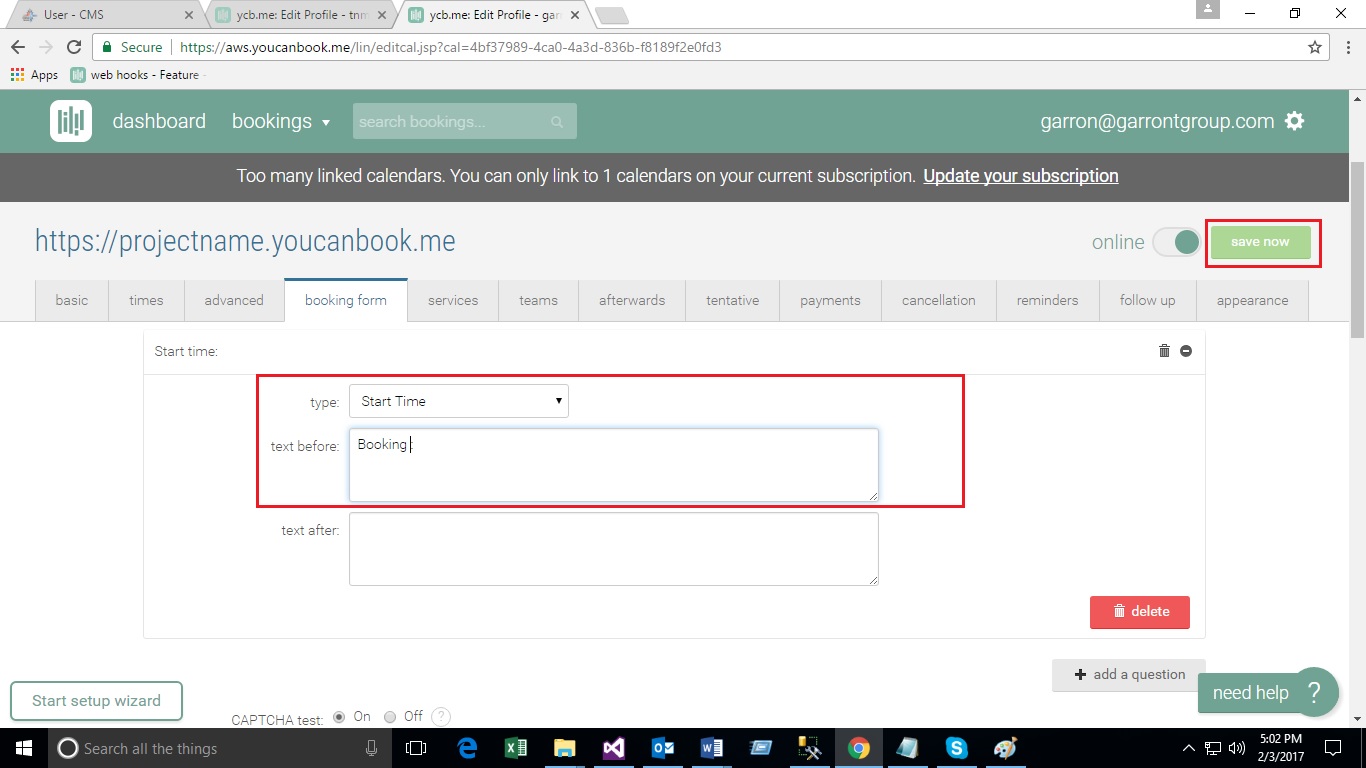 User - CMS
ycb.me: Edit Profile - tnm
ycb.me: Edit Profile - gar
Secure
https://aws.youcanbook.me/lin/editcal.jsp?cal=4bf37989-4ca0-4a3d-836b-f8189f2e0fd3
Apps
web hooks - Feature
dashboard
bookings
search bookings...
garron@garrontgroup.com
Too many linked calendars. You can only link to 1 calendars on your current subscription. Update your subscription
https://projectname.youcanbook.me
online
save now
basic
times
advanced
booking form
services
teams
afterwards
tentative
payments
cancellation
reminders
follow up
appearance
Start time:
type:
Start Time
text before:
Booking :
text after:
delete
+ add a question
Start setup wizard
need help ?
CAPTCHA test:
On
Off
?
Search all the things
5:02 PM
2/3/2017